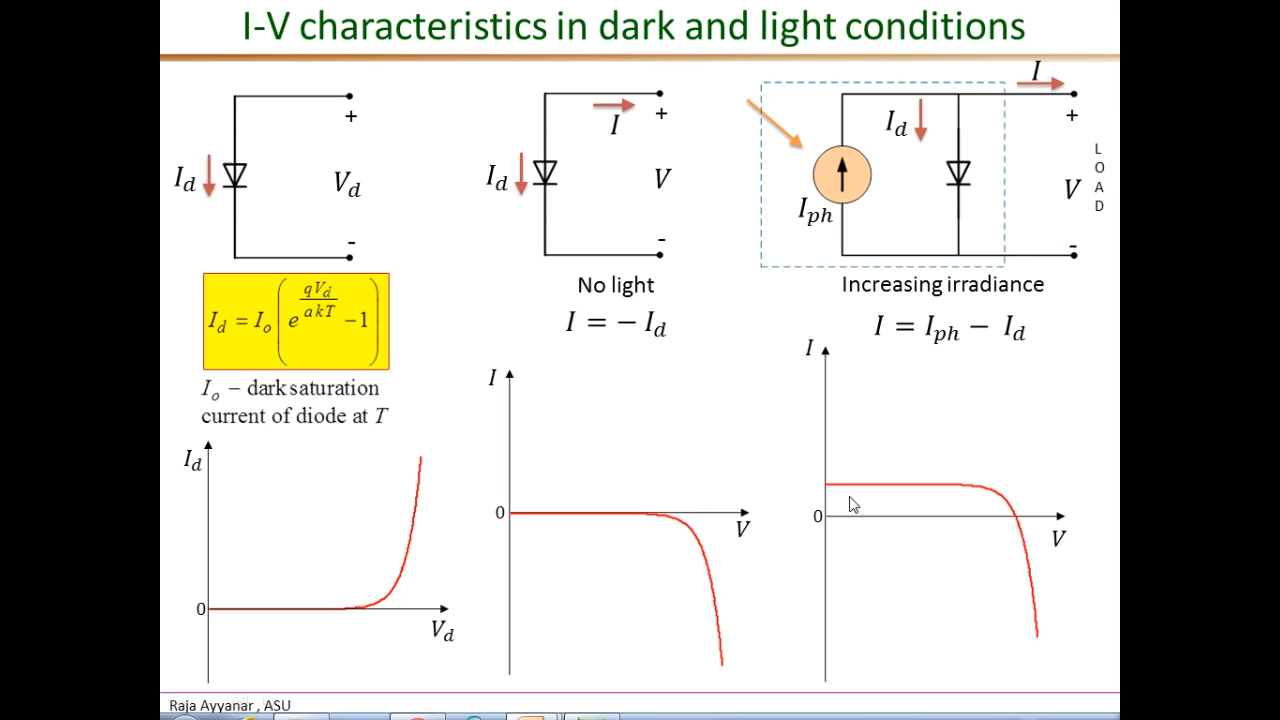 I-V characteristics in dark and light conditions
I_d
+
V_d
-
I_d = I_o ( e^{qV_d / akT} - 1 )
I_o – dark saturation
current of diode at T
I_d
0
V_d
I_d
I
+
V
-
No light
I = − I_d
I
0
V
I
I_d
I_ph
+
V
-
L
O
A
D
Increasing irradiance
I = I_ph − I_d
I
0
V
Raja Ayyanar , ASU